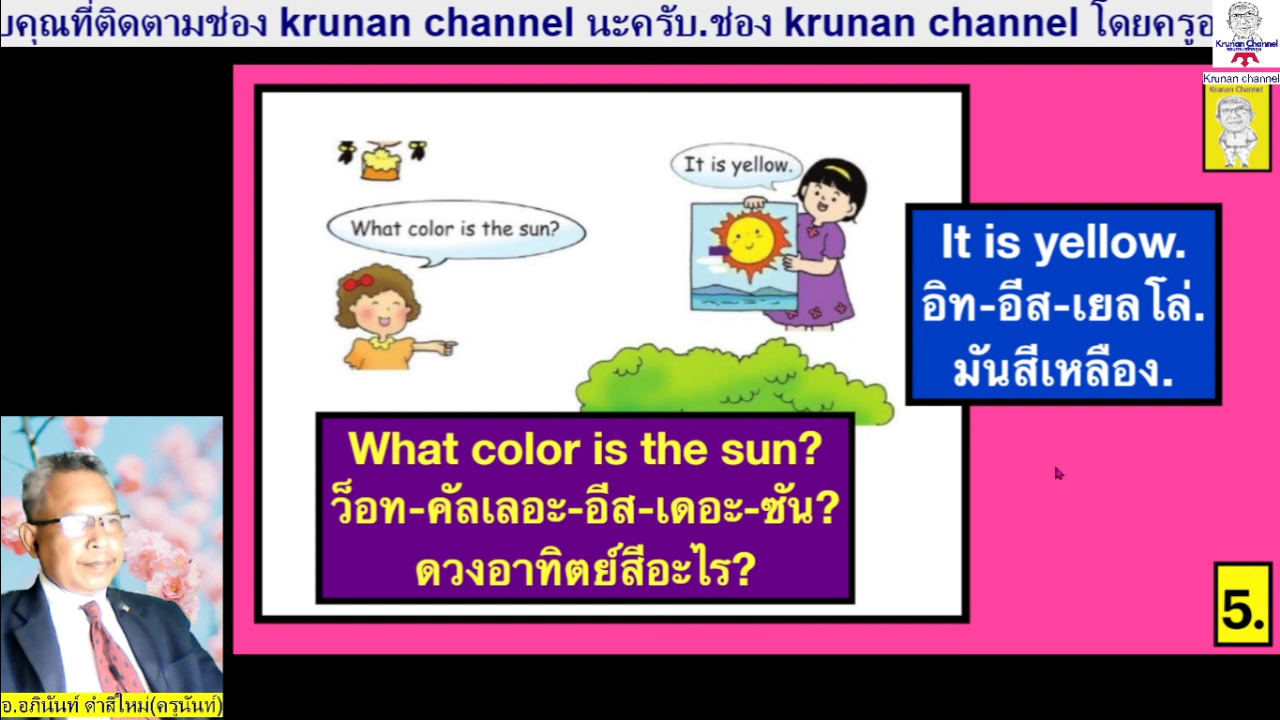 บคุณที่ติดตามช่อง krunan channel นะครับ.ช่อง krunan channel โดยครูอ
Krunan Channel
Krunan channel
Krunan Channel
It is yellow.
What color is the sun?
It is yellow.
อิท-อีส-เยลโล่.
มันสีเหลือง.
What color is the sun?
ว็อท-คัลเลอะ-อีส-เดอะ-ซัน?
ดวงอาทิตย์สีอะไร?
5.
อ.อภินันท์ ดำสีใหม่(ครูนันท์)